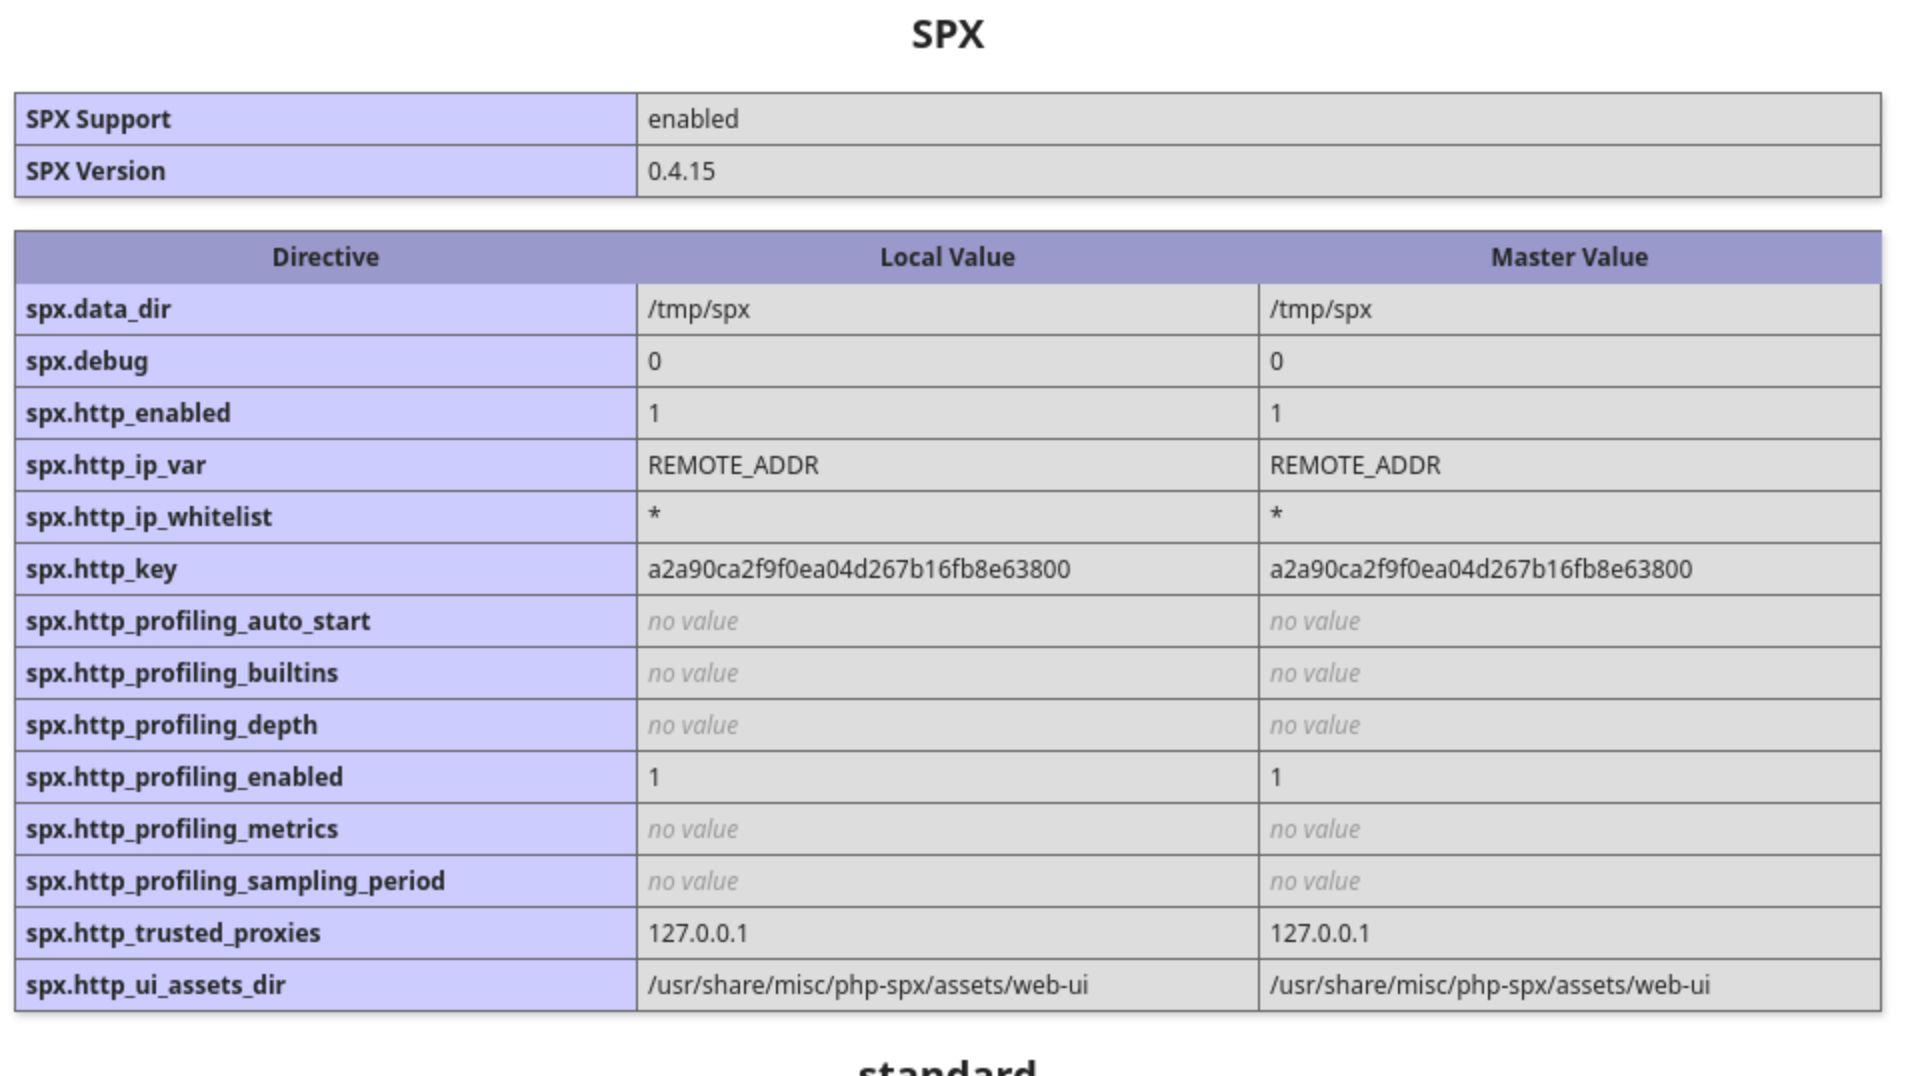 SPX
SPX Support enabled
SPX Version 0.4.15
Directive Local Value Master Value
spx.data_dir /tmp/spx /tmp/spx
spx.debug 0 0
spx.http_enabled 1 1
spx.http_ip_var REMOTE_ADDR REMOTE_ADDR
spx.http_ip_whitelist * *
spx.http_key a2a90ca2f9f0ea04d267b16fb8e63800 a2a90ca2f9f0ea04d267b16fb8e63800
spx.http_profiling_auto_start no value no value
spx.http_profiling_builtins no value no value
spx.http_profiling_depth no value no value
spx.http_profiling_enabled 1 1
spx.http_profiling_metrics no value no value
spx.http_profiling_sampling_period no value no value
spx.http_trusted_proxies 127.0.0.1 127.0.0.1
spx.http_ui_assets_dir /usr/share/misc/php-spx/assets/web-ui /usr/share/misc/php-spx/assets/web-ui
standard